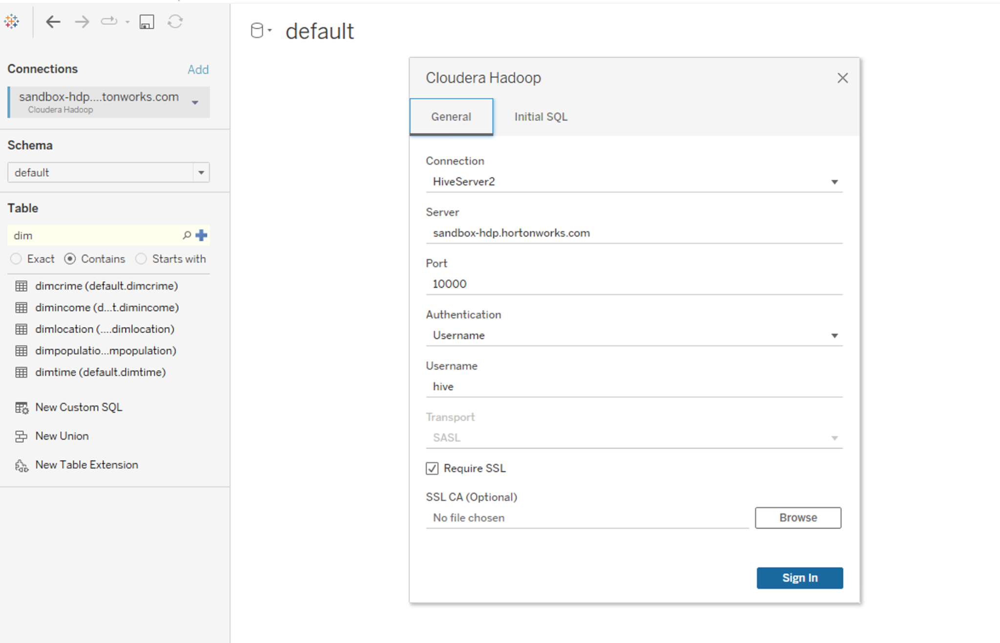 default
Connections
Add
sandbox-hdp....tonworks.com
Cloudera Hadoop
Schema
default
Table
dim
Exact
Contains
Starts with
dimcrime (default.dimcrime)
dimincome (d...t.dimincome)
dimlocation (....dimlocation)
dimpopulatio...mpopulation)
dimtime (default.dimtime)
New Custom SQL
New Union
New Table Extension
Cloudera Hadoop
General
Initial SQL
Connection
HiveServer2
Server
sandbox-hdp.hortonworks.com
Port
10000
Authentication
Username
Username
hive
Transport
SASL
Require SSL
SSL CA (Optional)
No file chosen
Browse
Sign In